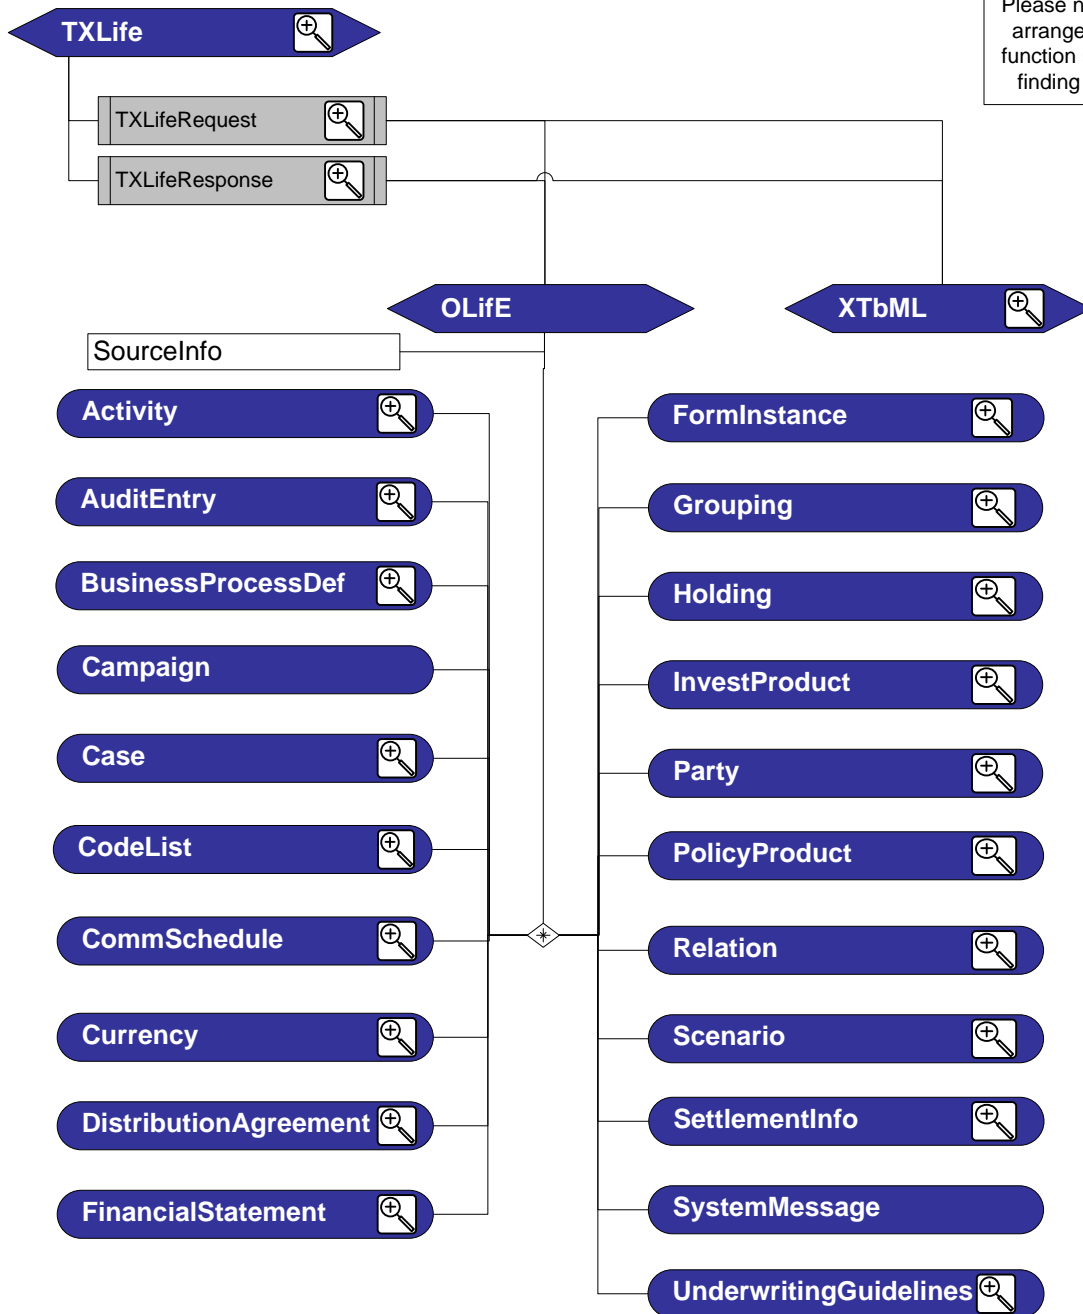 TXLife
Please n
arrange
function
finding
TXLifeRequest
TXLifeResponse
OLifE
XTbML
SourceInfo
Activity
AuditEntry
BusinessProcessDef
Campaign
Case
CodeList
CommSchedule
Currency
DistributionAgreement
FinancialStatement
FormInstance
Grouping
Holding
InvestProduct
Party
PolicyProduct
Relation
Scenario
SettlementInfo
SystemMessage
UnderwritingGuidelines